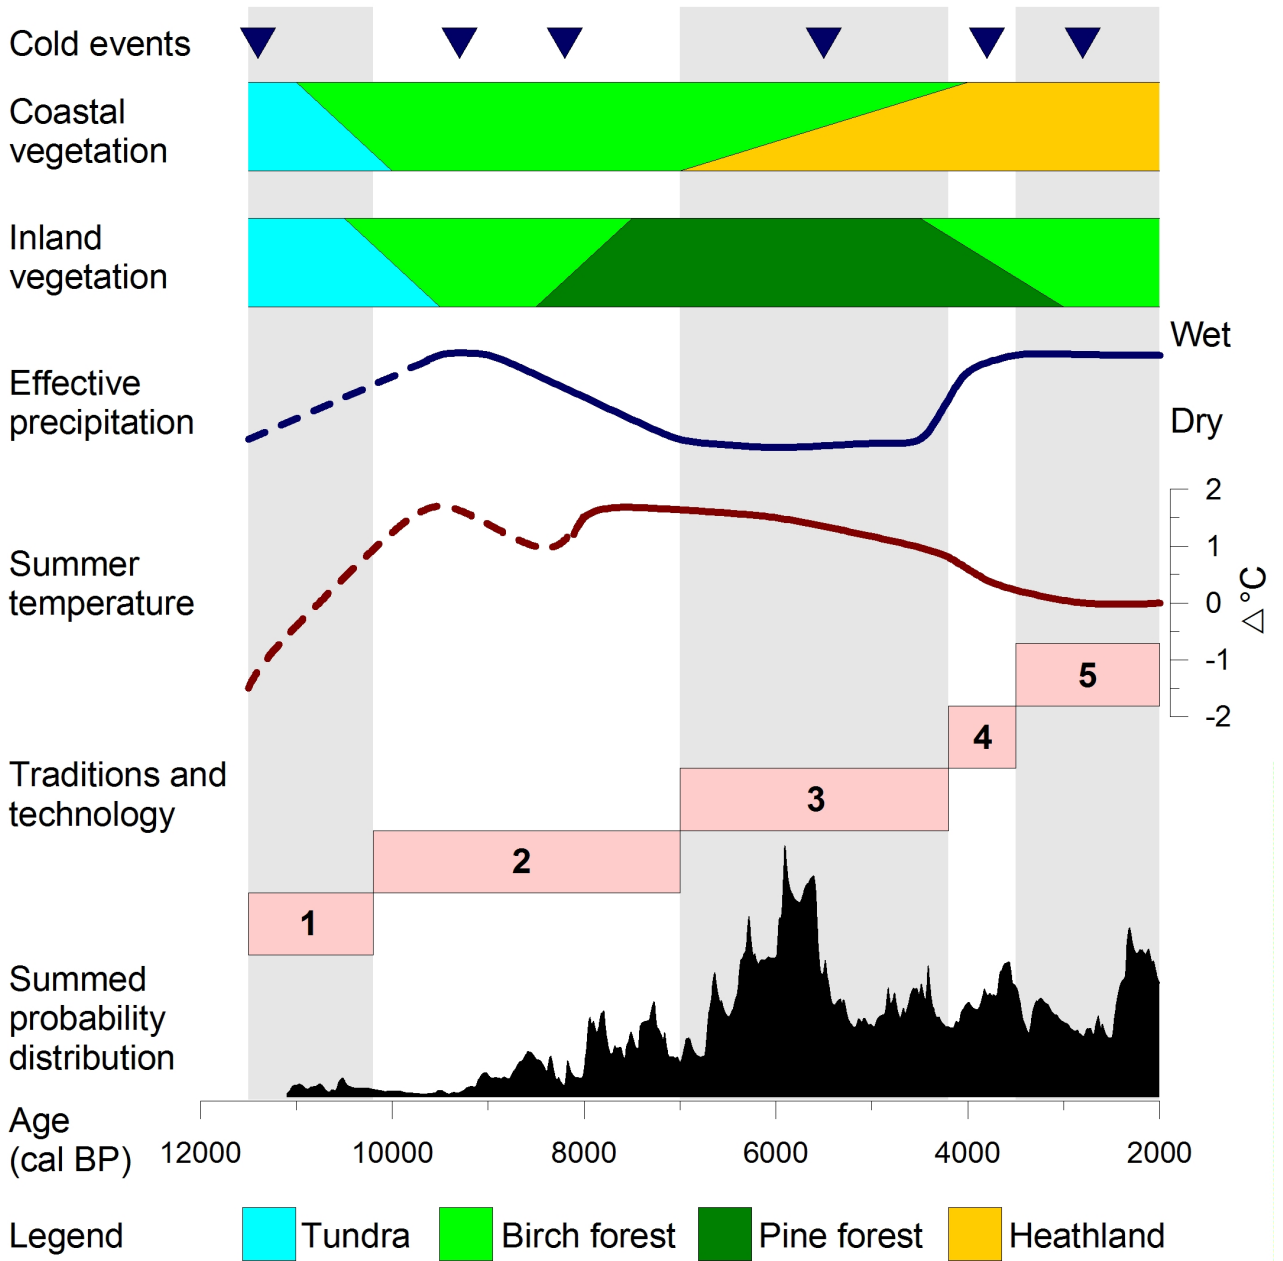 Cold events
Coastal
vegetation
Inland
vegetation
Wet
Effective
precipitation
Dry
2
1
0
-1
-2
△ °C
Summer
temperature
5
4
Traditions and
technology
3
2
1
Summed
probability
distribution
Age
(cal BP)
12000 10000 8000 6000 4000 2000
Legend Tundra Birch forest Pine forest Heathland